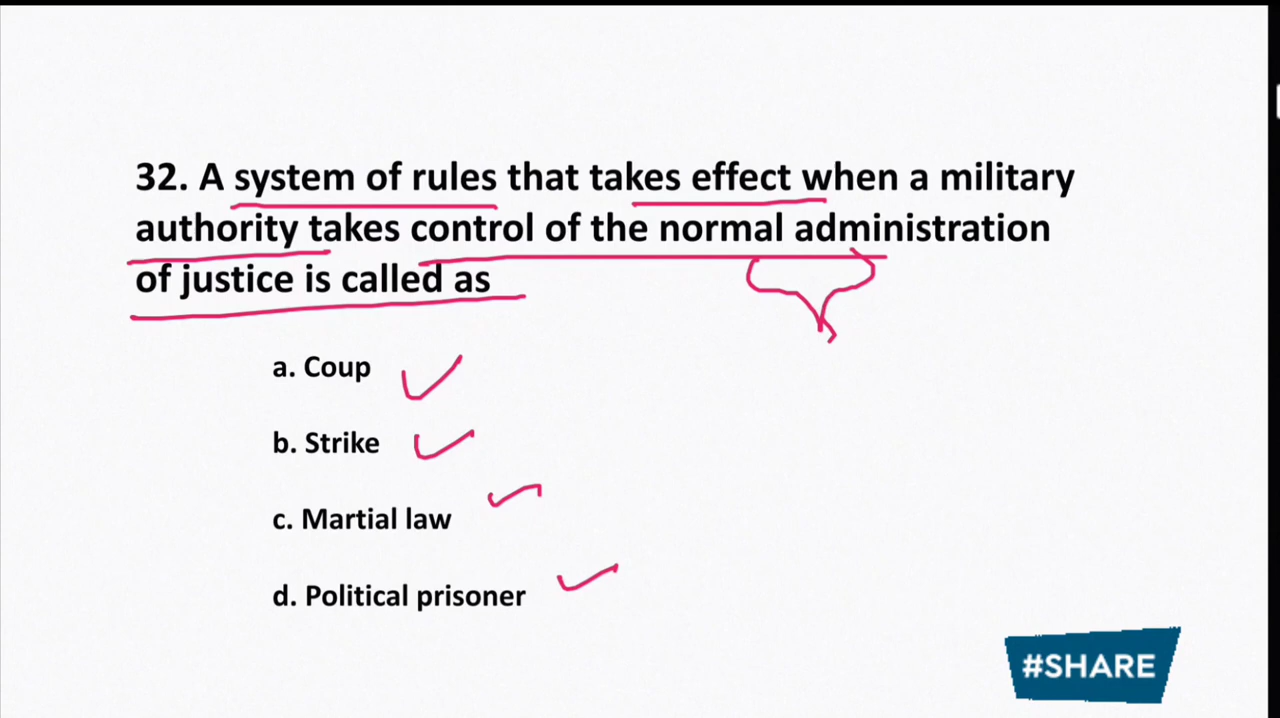 32. A system of rules that takes effect when a military
authority takes control of the normal administration
of justice is called as
a. Coup
b. Strike
c. Martial law
d. Political prisoner
#SHARE